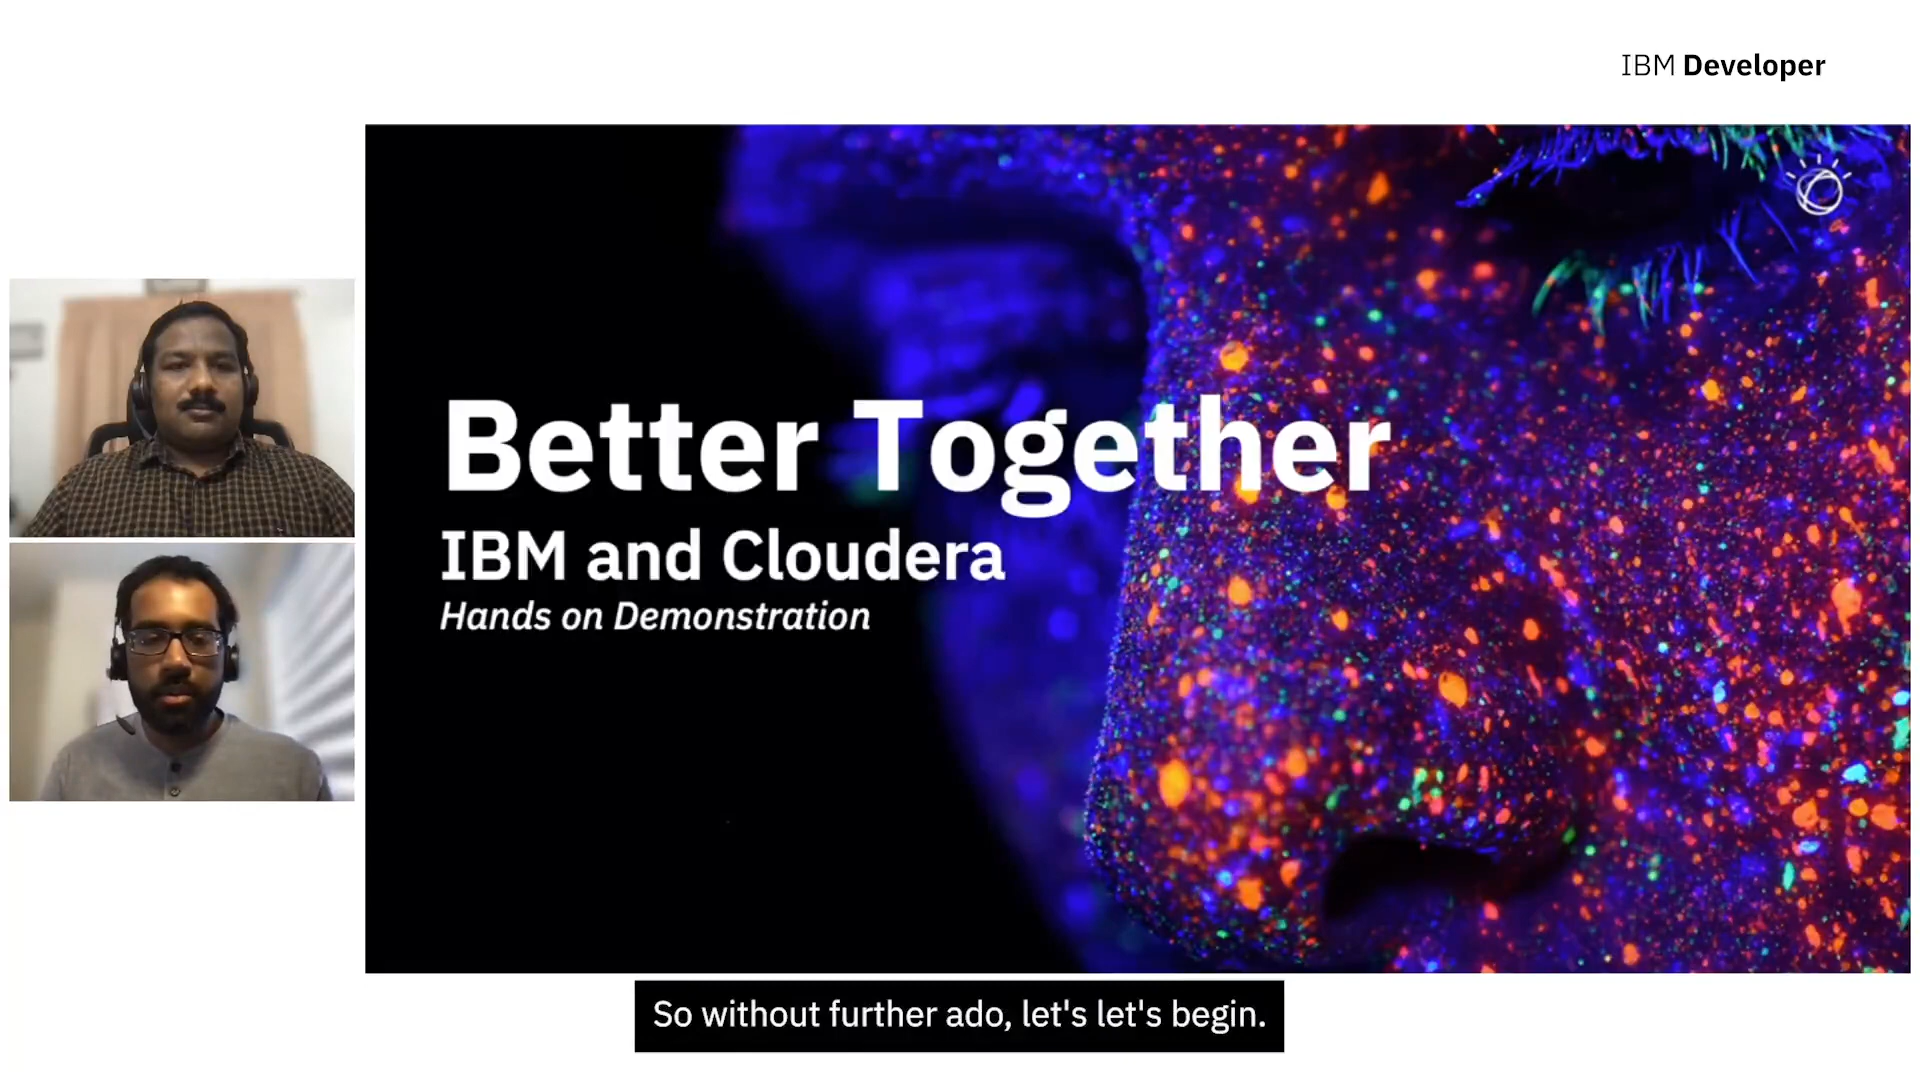 IBM Developer
Better Together
IBM and Cloudera
Hands on Demonstration
So without further ado, let's let's begin.